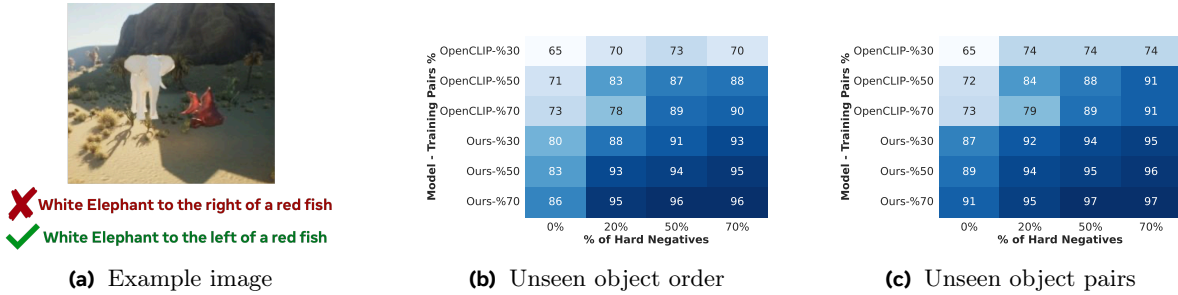 White Elephant to the right of a red fish
White Elephant to the left of a red fish
(a) Example image
Model - Training Pairs %
OpenCLIP-%30 65 70 73 70
OpenCLIP-%50 71 83 87 88
OpenCLIP-%70 73 78 89 90
Ours-%30 80 88 91 93
Ours-%50 83 93 94 95
Ours-%70 86 95 96 96
0% 20% 50% 70%
% of Hard Negatives
(b) Unseen object order
Model - Training Pairs %
OpenCLIP-%30 65 74 74 74
OpenCLIP-%50 72 84 88 91
OpenCLIP-%70 73 79 89 91
Ours-%30 87 92 94 95
Ours-%50 89 94 95 96
Ours-%70 91 95 97 97
0% 20% 50% 70%
% of Hard Negatives
(c) Unseen object pairs